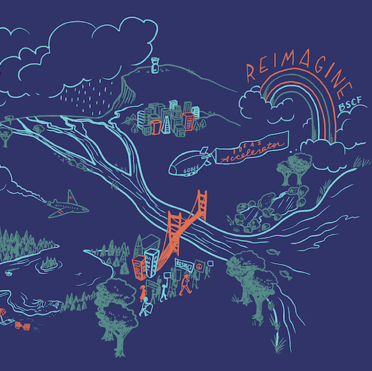 REIMAGINE
BSCF
IDEAS
Accelerator